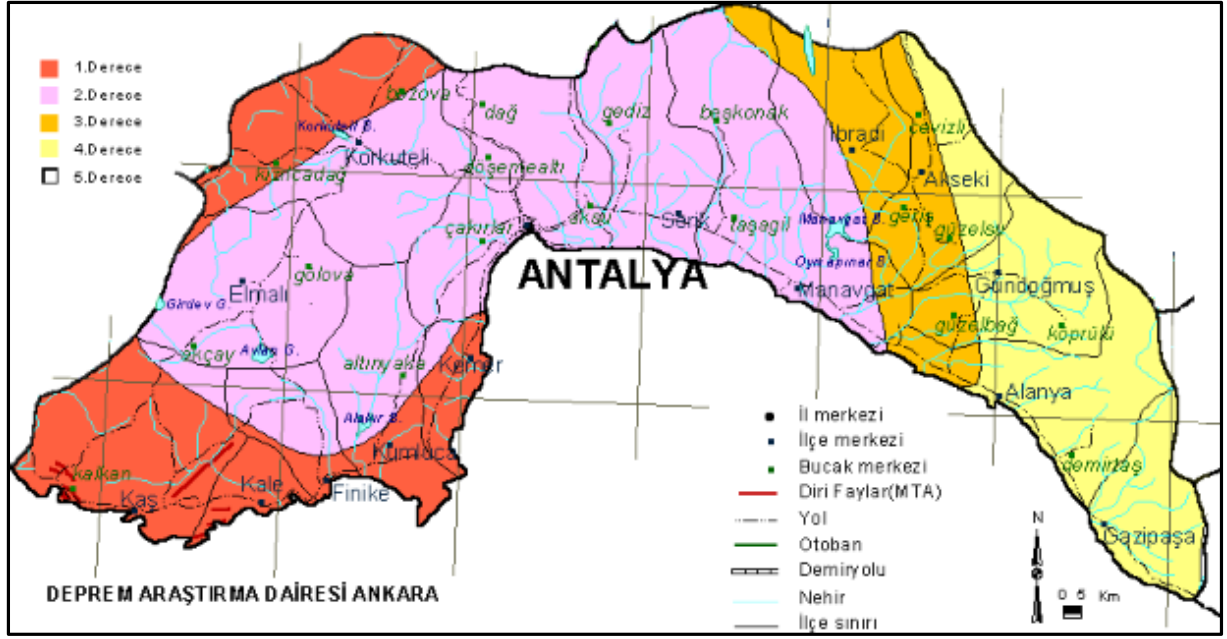 1.Derece
2.Derece
3.Derece
4.Derece
5.Derece
bozova
dağ
gediz
beşkonak
cevizli
Korkuteli B.
Korkuteli
kızılcadağ
döşemealtı
İbradı
Akseki
çakırlar
aksu
Serik
taşağıl
Manavgat B.
geriş
güzelsu
ANTALYA
Oymapınar B.
gölova
Elmalı
Girdev G.
Manavgat
Gündoğmuş
güzelbağ
köprülü
akçay
Avlan G.
altınyaka
Kemer
Alakır B.
Alanya
Kumluca
kalkan
Kaş
Kale
Finike
demirtaş
Gazipaşa
İl merkezi
İlçe merkezi
Bucak merkezi
Diri Faylar(MTA)
Yol
Otoban
Demiryolu
Nehir
İlçe sınırı
N
0 5 Km
DEPREM ARAŞTIRMA DAİRESİ ANKARA